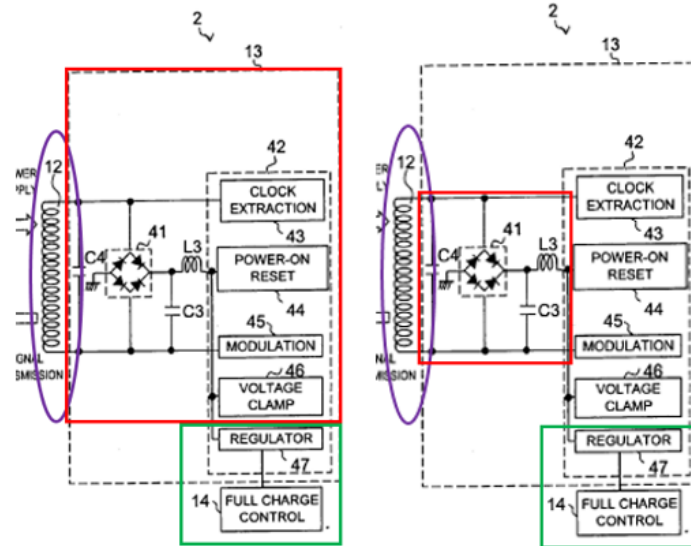 2
13
42
12
CLOCK
EXTRACTION
43
41
C4
L3
POWER-ON
RESET
44
C3
45
MODULATION
46
VOLTAGE
CLAMP
REGULATOR
47
14
FULL CHARGE
CONTROL
2
13
42
12
CLOCK
EXTRACTION
43
41
C4
L3
POWER-ON
RESET
44
C3
45
MODULATION
46
VOLTAGE
CLAMP
REGULATOR
47
14
FULL CHARGE
CONTROL